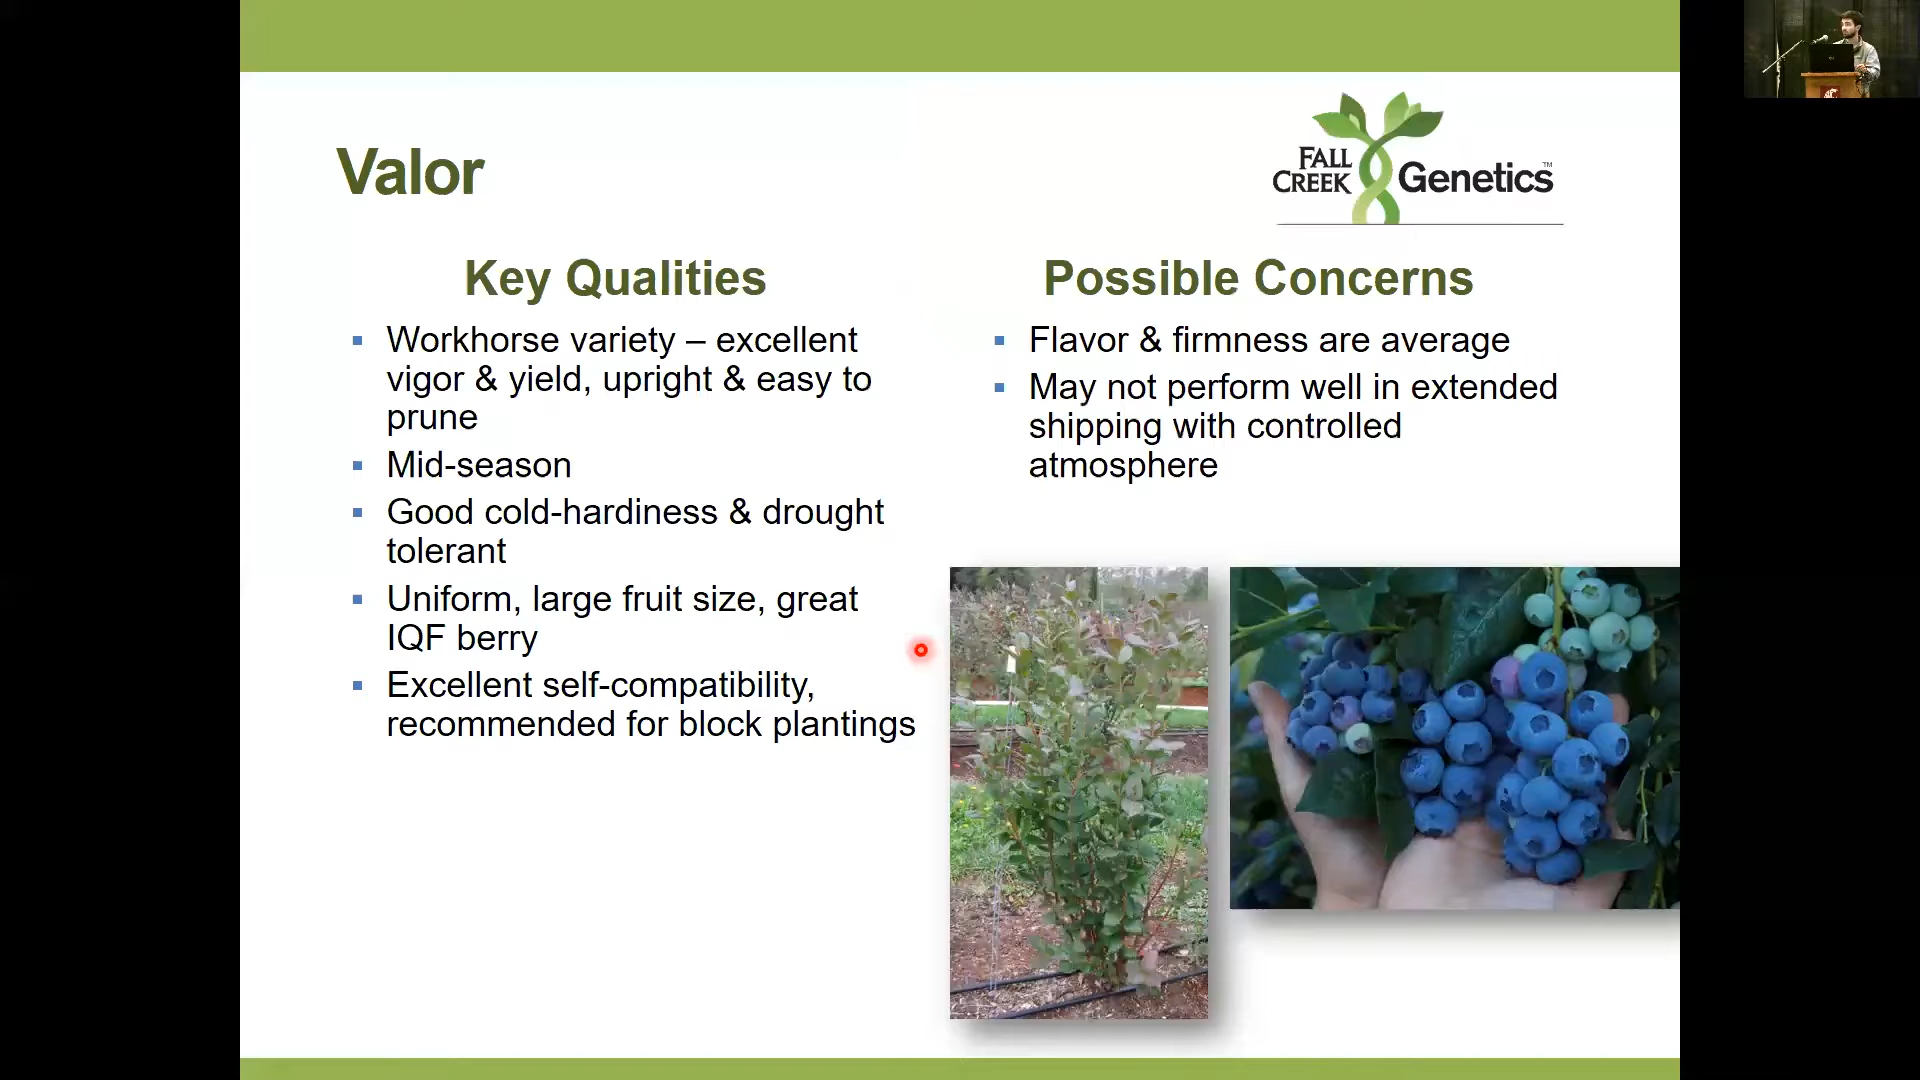 Valor
FALL
CREEK
Genetics™
Key Qualities
▪ Workhorse variety – excellent
vigor & yield, upright & easy to
prune
▪ Mid-season
▪ Good cold-hardiness & drought
tolerant
▪ Uniform, large fruit size, great
IQF berry
▪ Excellent self-compatibility,
recommended for block plantings
Possible Concerns
▪ Flavor & firmness are average
▪ May not perform well in extended
shipping with controlled
atmosphere